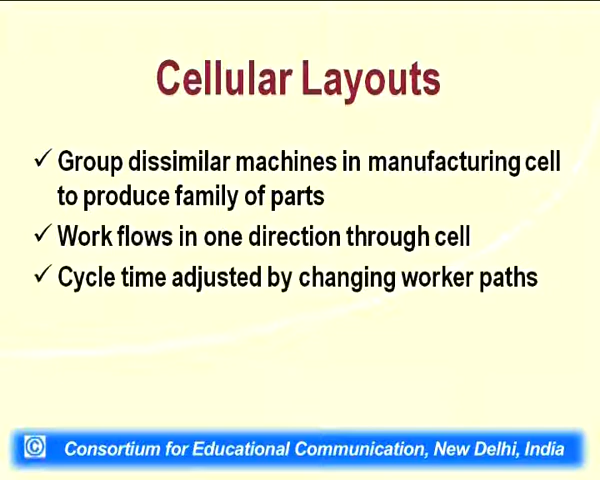 Cellular Layouts
✓ Group dissimilar machines in manufacturing cell
to produce family of parts
✓ Work flows in one direction through cell
✓ Cycle time adjusted by changing worker paths
© Consortium for Educational Communication, New Delhi, India